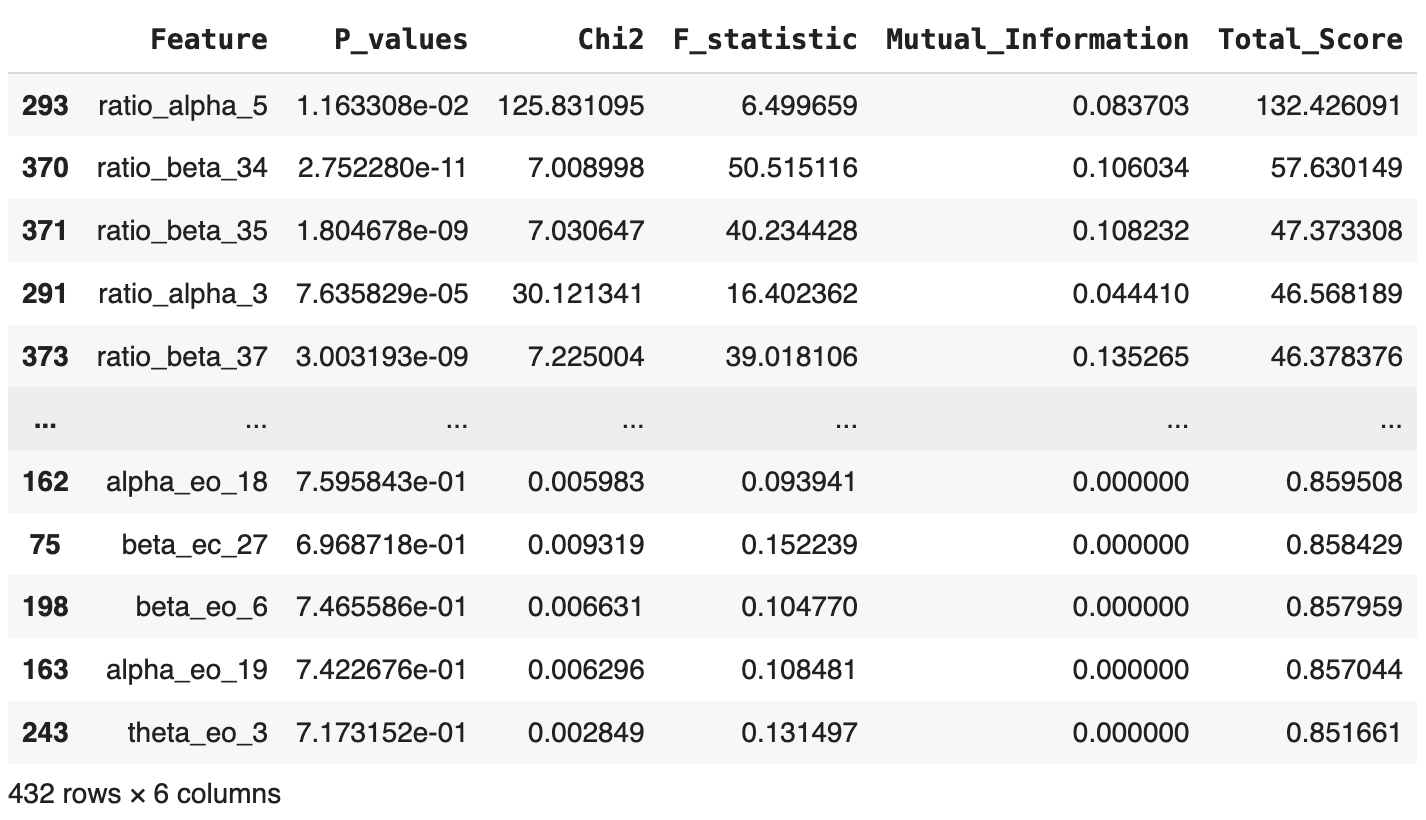 Feature P_values Chi2 F_statistic Mutual_Information Total_Score
293 ratio_alpha_5 1.163308e-02 125.831095 6.499659 0.083703 132.426091
370 ratio_beta_34 2.752280e-11 7.008998 50.515116 0.106034 57.630149
371 ratio_beta_35 1.804678e-09 7.030647 40.234428 0.108232 47.373308
291 ratio_alpha_3 7.635829e-05 30.121341 16.402362 0.044410 46.568189
373 ratio_beta_37 3.003193e-09 7.225004 39.018106 0.135265 46.378376
... ... ... ... ... ... ...
162 alpha_eo_18 7.595843e-01 0.005983 0.093941 0.000000 0.859508
75 beta_ec_27 6.968718e-01 0.009319 0.152239 0.000000 0.858429
198 beta_eo_6 7.465586e-01 0.006631 0.104770 0.000000 0.857959
163 alpha_eo_19 7.422676e-01 0.006296 0.108481 0.000000 0.857044
243 theta_eo_3 7.173152e-01 0.002849 0.131497 0.000000 0.851661
432 rows × 6 columns